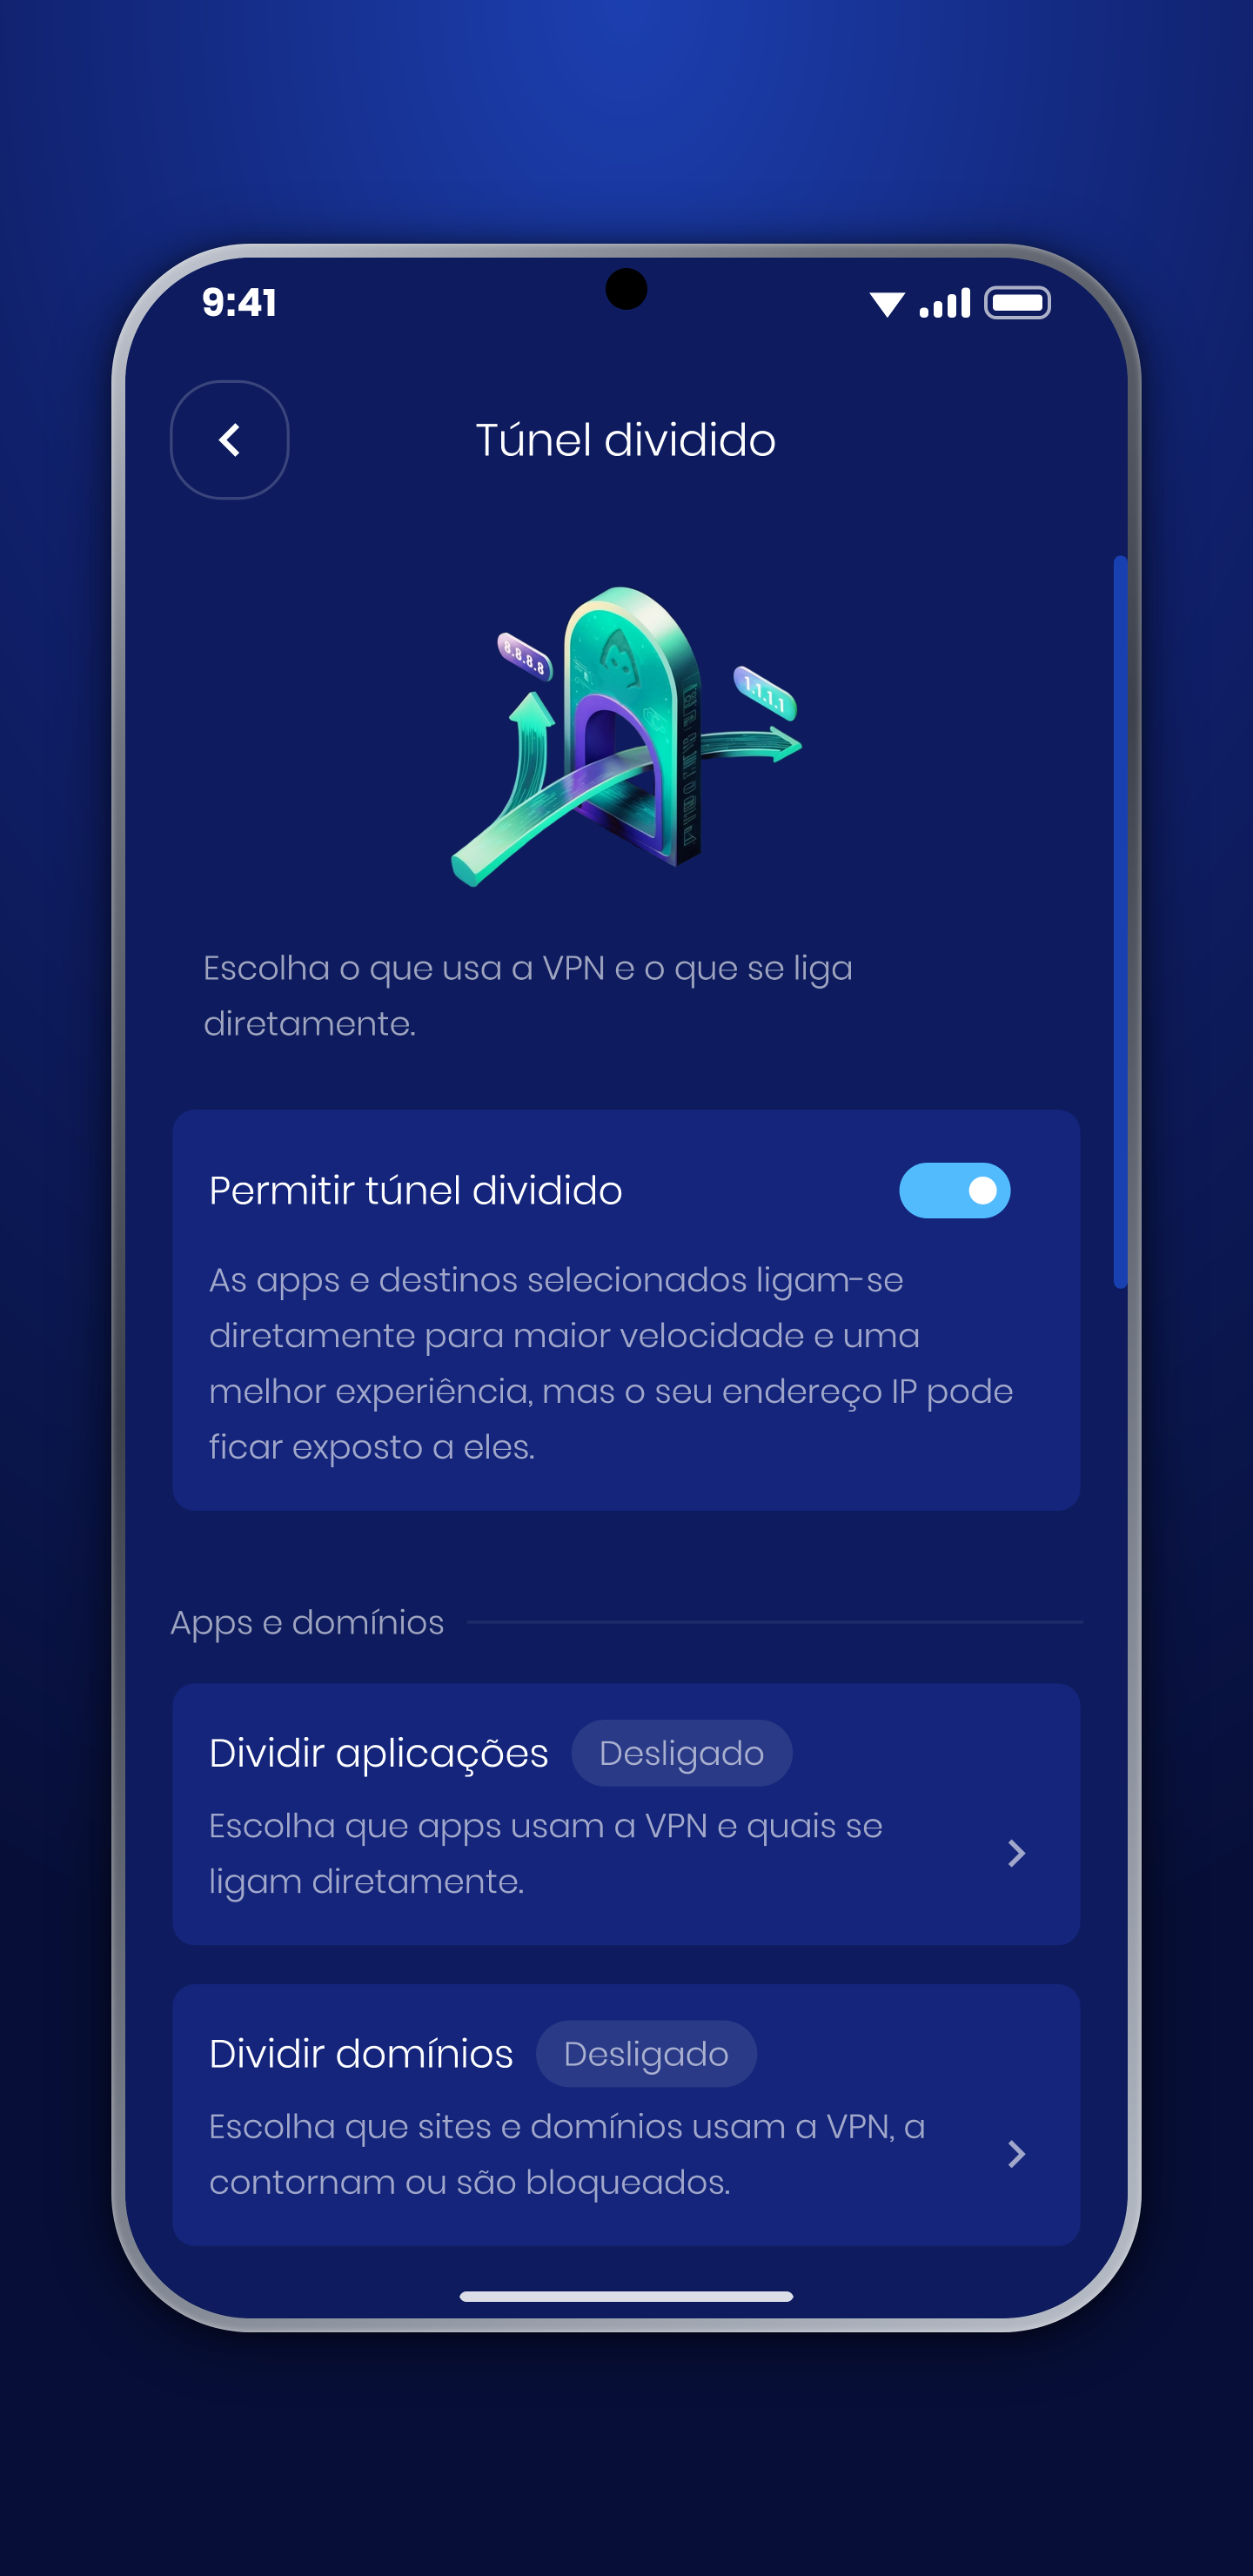 9:41
Túnel dividido
8.8.8.8
1.1.1.1
Escolha o que usa a VPN e o que se liga
diretamente.
Permitir túnel dividido
As apps e destinos selecionados ligam-se
diretamente para maior velocidade e uma
melhor experiência, mas o seu endereço IP pode
ficar exposto a eles.
Apps e domínios
Dividir aplicações Desligado
Escolha que apps usam a VPN e quais se
ligam diretamente.
Dividir domínios Desligado
Escolha que sites e domínios usam a VPN, a
contornam ou são bloqueados.